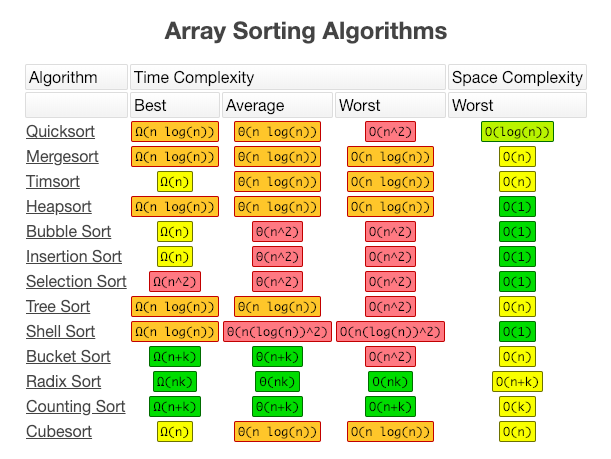 Array Sorting Algorithms
Algorithm Time Complexity Space Complexity
Best Average Worst Worst
Quicksort Ω(n log(n)) Θ(n log(n)) O(n^2) O(log(n))
Mergesort Ω(n log(n)) Θ(n log(n)) O(n log(n)) O(n)
Timsort Ω(n) Θ(n log(n)) O(n log(n)) O(n)
Heapsort Ω(n log(n)) Θ(n log(n)) O(n log(n)) O(1)
Bubble Sort Ω(n) Θ(n^2) O(n^2) O(1)
Insertion Sort Ω(n) Θ(n^2) O(n^2) O(1)
Selection Sort Ω(n^2) Θ(n^2) O(n^2) O(1)
Tree Sort Ω(n log(n)) Θ(n log(n)) O(n^2) O(n)
Shell Sort Ω(n log(n)) Θ(n(log(n))^2) O(n(log(n))^2) O(1)
Bucket Sort Ω(n+k) Θ(n+k) O(n^2) O(n)
Radix Sort Ω(nk) Θ(nk) O(nk) O(n+k)
Counting Sort Ω(n+k) Θ(n+k) O(n+k) O(k)
Cubesort Ω(n) Θ(n log(n)) O(n log(n)) O(n)